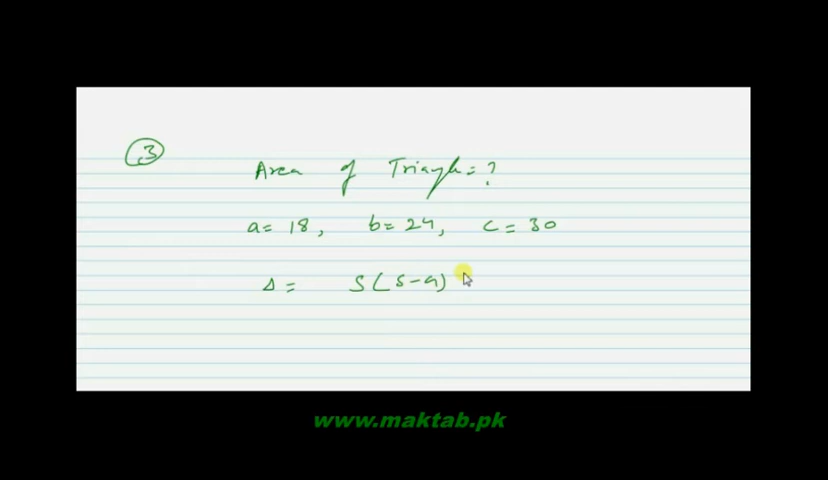 3
Area of Triangle = ?
a = 18, b = 24, c = 30
Δ = S(s-a)
www.maktab.pk